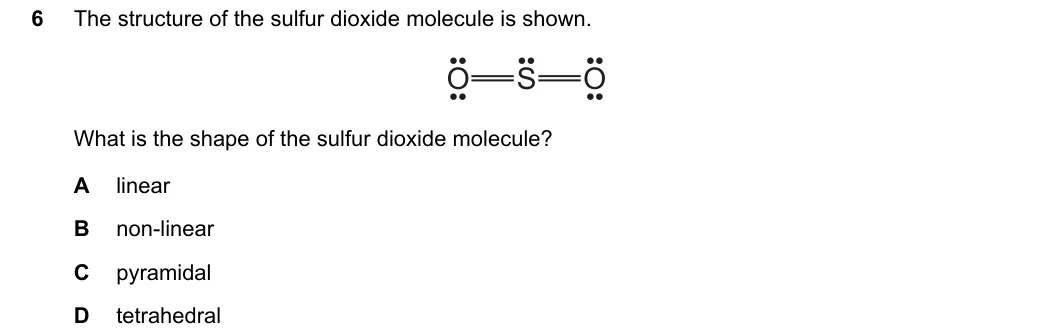 6 The structure of the sulfur dioxide molecule is shown.
O S O
What is the shape of the sulfur dioxide molecule?
A linear
B non-linear
C pyramidal
D tetrahedral